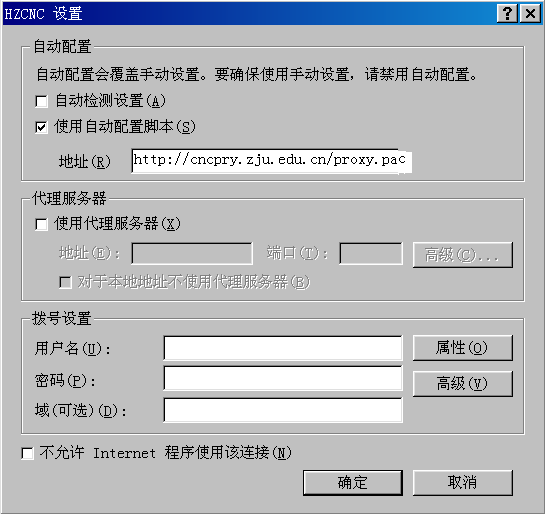 HZCNC 设置
自动配置
自动配置会覆盖手动设置。要确保使用手动设置，请禁用自动配置。
自动检测设置(A)
使用自动配置脚本(S)
地址(R) http://cncpry.zju.edu.cn/proxy.pac
代理服务器
使用代理服务器(X)
地址(E): 端口(T): 高级(C)...
对于本地地址不使用代理服务器(B)
拨号设置
用户名(U): 属性(O)
密码(P): 高级(V)
域(可选)(D):
不允许 Internet 程序使用该连接(N)
确定 取消